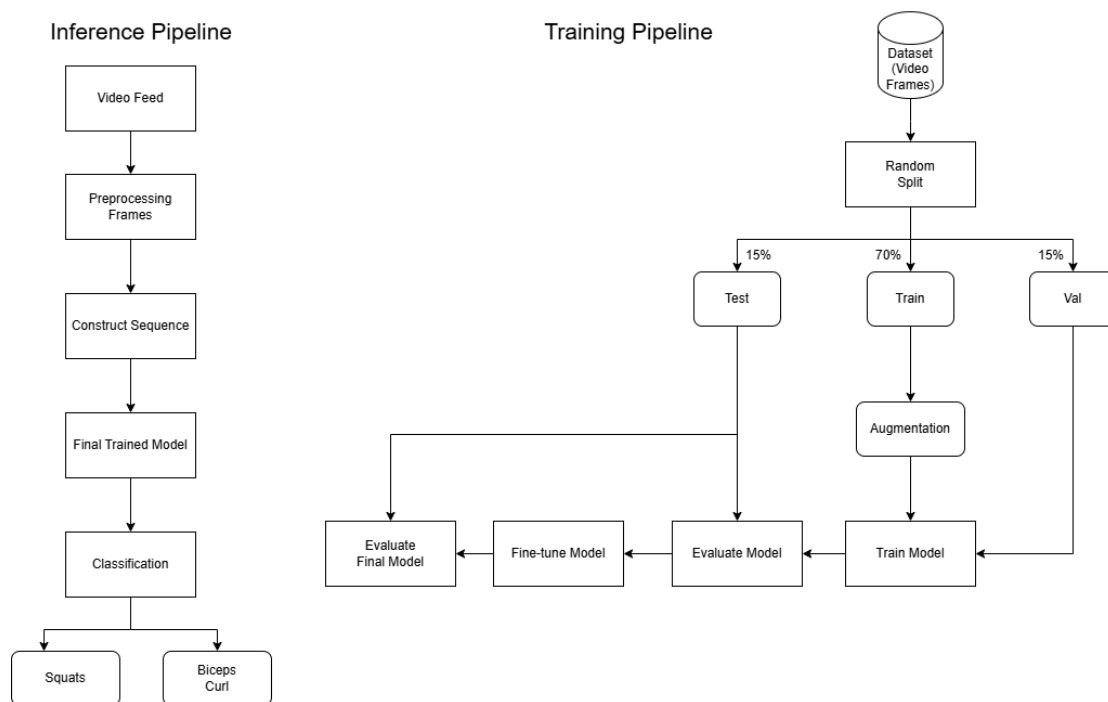 Inference Pipeline
Video Feed
Preprocessing
Frames
Construct Sequence
Final Trained Model
Classification
Squats
Biceps
Curl
Training Pipeline
Dataset
(Video
Frames)
Random
Split
15%
70%
15%
Test
Train
Val
Augmentation
Evaluate
Final Model
Fine-tune Model
Evaluate Model
Train Model